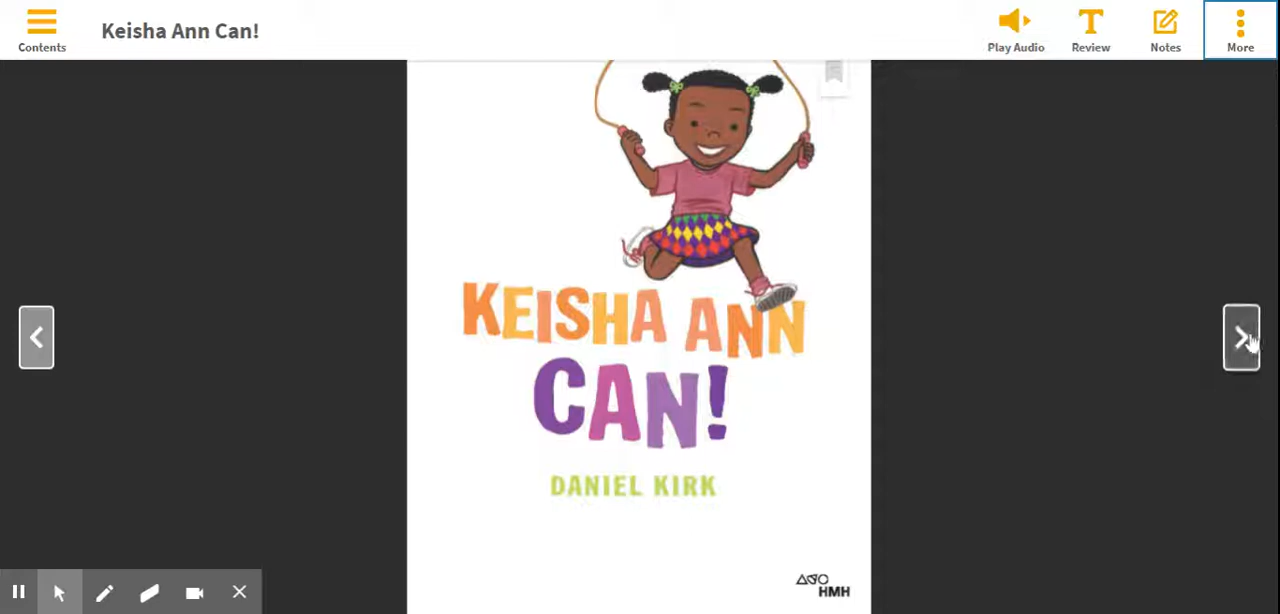 Contents
Keisha Ann Can!
Play Audio
Review
Notes
More
KEISHA ANN
CAN!
DANIEL KIRK
HMH